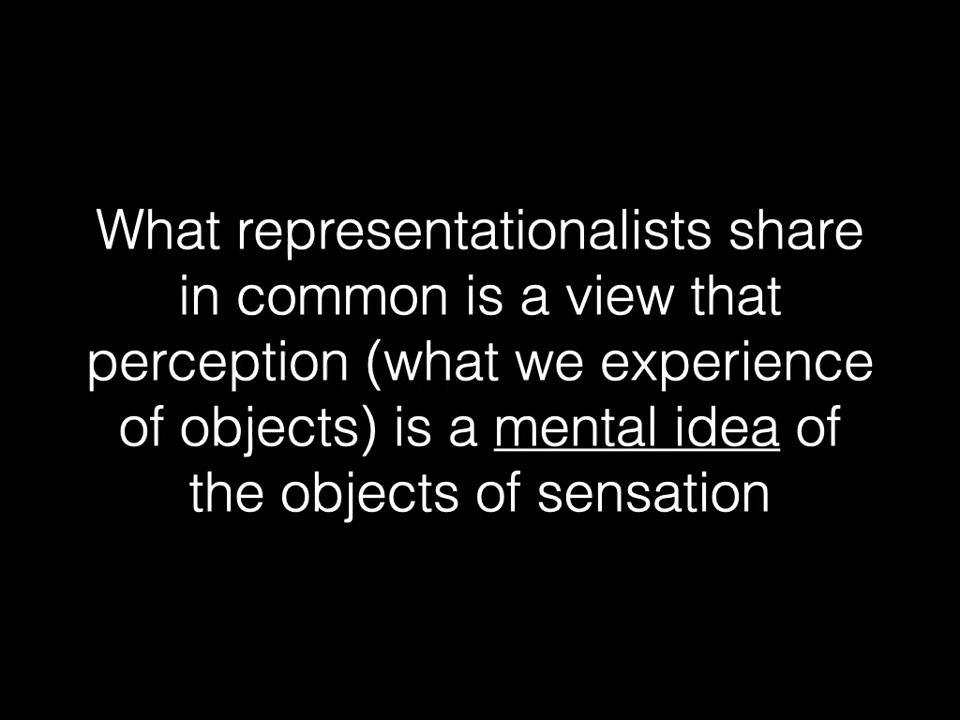 What representationalists share
in common is a view that
perception (what we experience
of objects) is a mental idea of
the objects of sensation